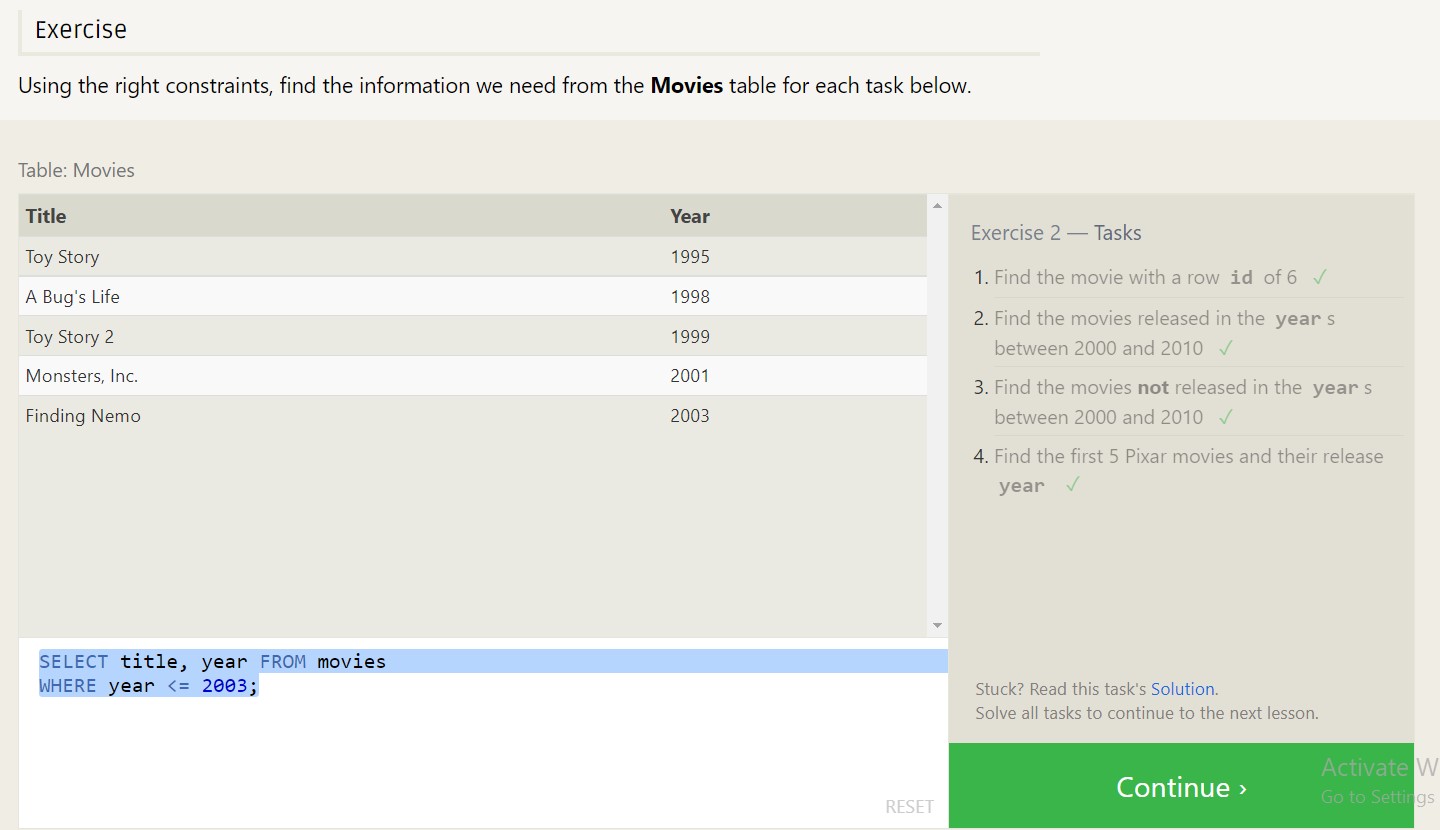 Exercise
Using the right constraints, find the information we need from the Movies table for each task below.
Table: Movies
Title Year
Toy Story 1995
A Bug's Life 1998
Toy Story 2 1999
Monsters, Inc. 2001
Finding Nemo 2003
SELECT title, year FROM movies
WHERE year <= 2003;
RESET
Exercise 2 — Tasks
1. Find the movie with a row id of 6 ✓
2. Find the movies released in the year s
between 2000 and 2010 ✓
3. Find the movies not released in the year s
between 2000 and 2010 ✓
4. Find the first 5 Pixar movies and their release
year ✓
Stuck? Read this task's Solution.
Solve all tasks to continue to the next lesson.
Continue ›
Activate W
Go to Settings